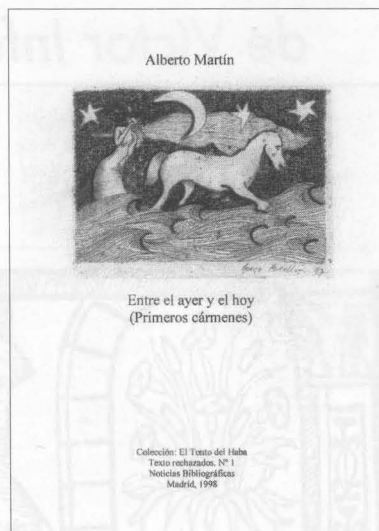 Alberto Martín
Entre el ayer y el hoy
(Primeros cármenes)
Colección: El Tonto del Haba
Texto rechazados. Nº 1
Noticias Bibliográficas
Madrid, 1998